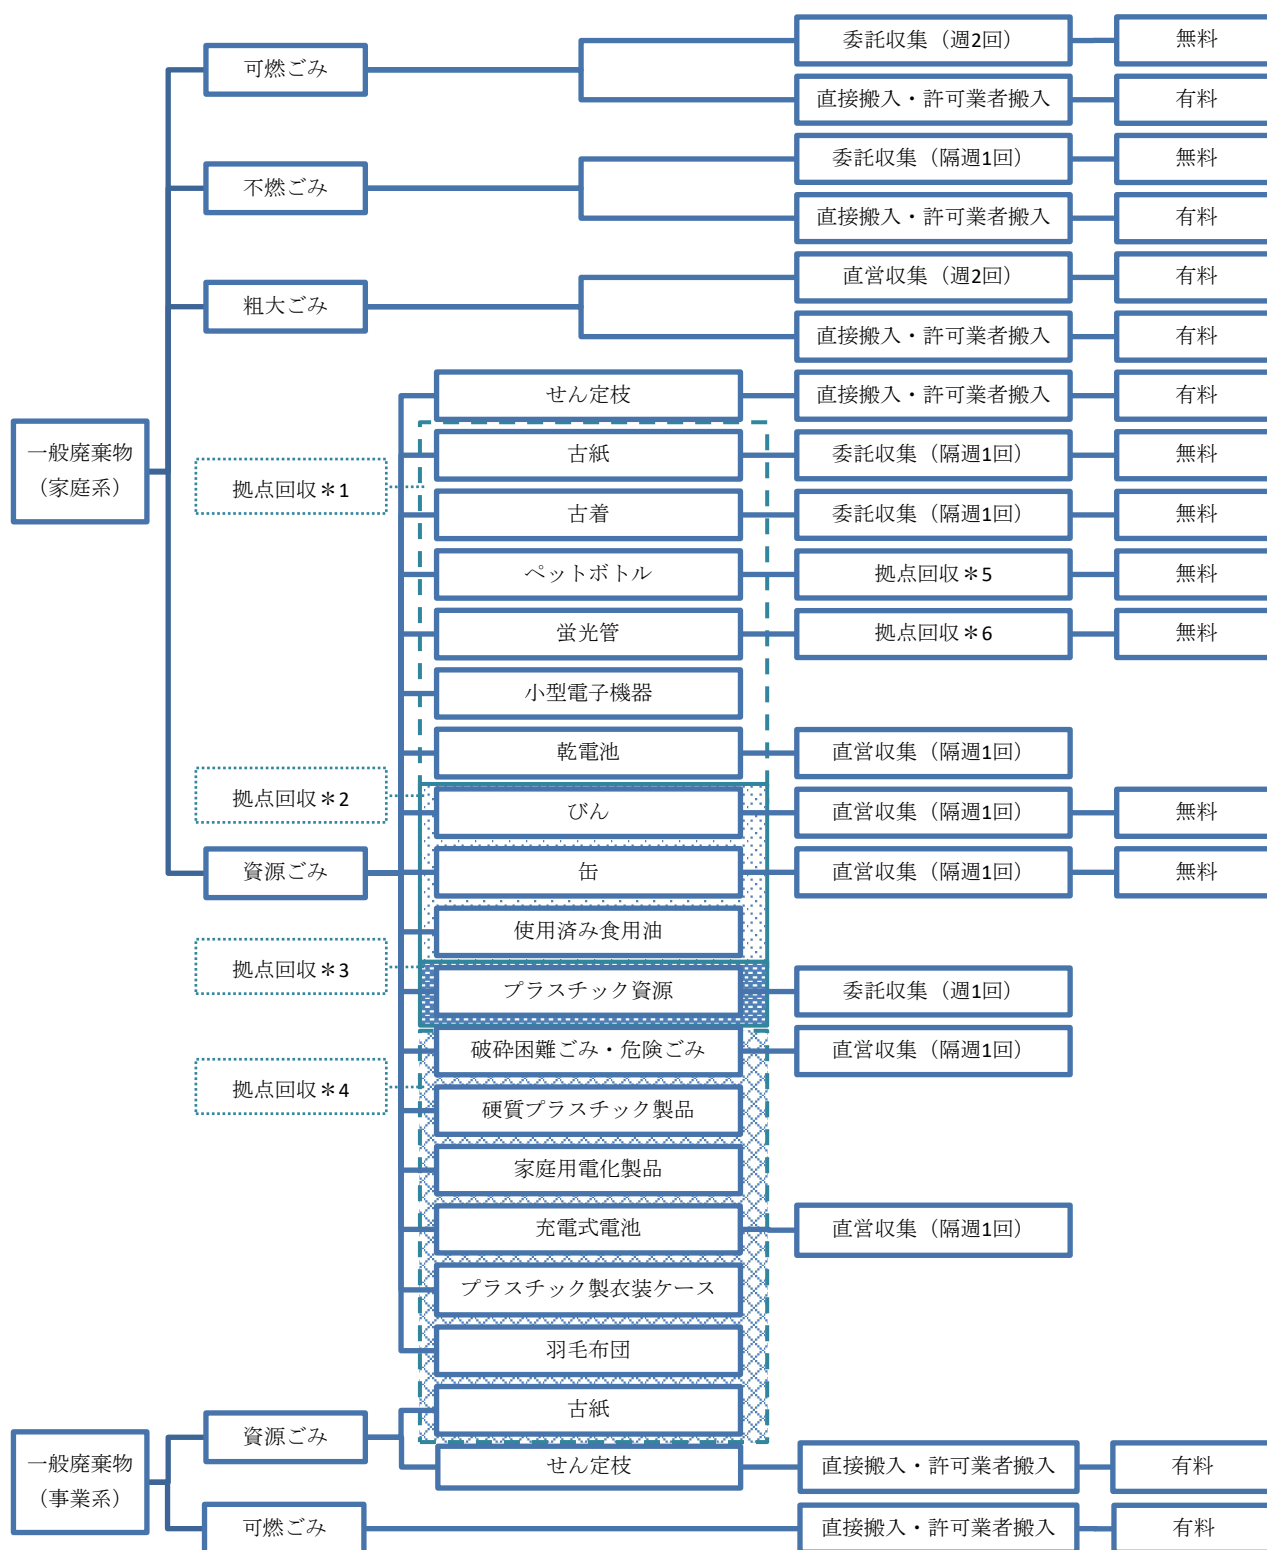 可燃ごみ
委託収集（週2回）
無料
直接搬入・許可業者搬入
有料
不燃ごみ
委託収集（隔週1回）
無料
直接搬入・許可業者搬入
有料
粗大ごみ
直営収集（週2回）
有料
直接搬入・許可業者搬入
有料
一般廃棄物
（家庭系）
せん定枝
直接搬入・許可業者搬入
有料
拠点回収＊1
古紙
委託収集（隔週1回）
無料
古着
委託収集（隔週1回）
無料
ペットボトル
拠点回収＊5
無料
蛍光管
拠点回収＊6
無料
小型電子機器
乾電池
直営収集（隔週1回）
拠点回収＊2
びん
直営収集（隔週1回）
無料
資源ごみ
缶
直営収集（隔週1回）
無料
使用済み食用油
拠点回収＊3
プラスチック資源
委託収集（週1回）
破砕困難ごみ・危険ごみ
直営収集（隔週1回）
拠点回収＊4
硬質プラスチック製品
家庭用電化製品
充電式電池
直営収集（隔週1回）
プラスチック製衣装ケース
羽毛布団
一般廃棄物
（事業系）
資源ごみ
古紙
せん定枝
直接搬入・許可業者搬入
有料
可燃ごみ
直接搬入・許可業者搬入
有料